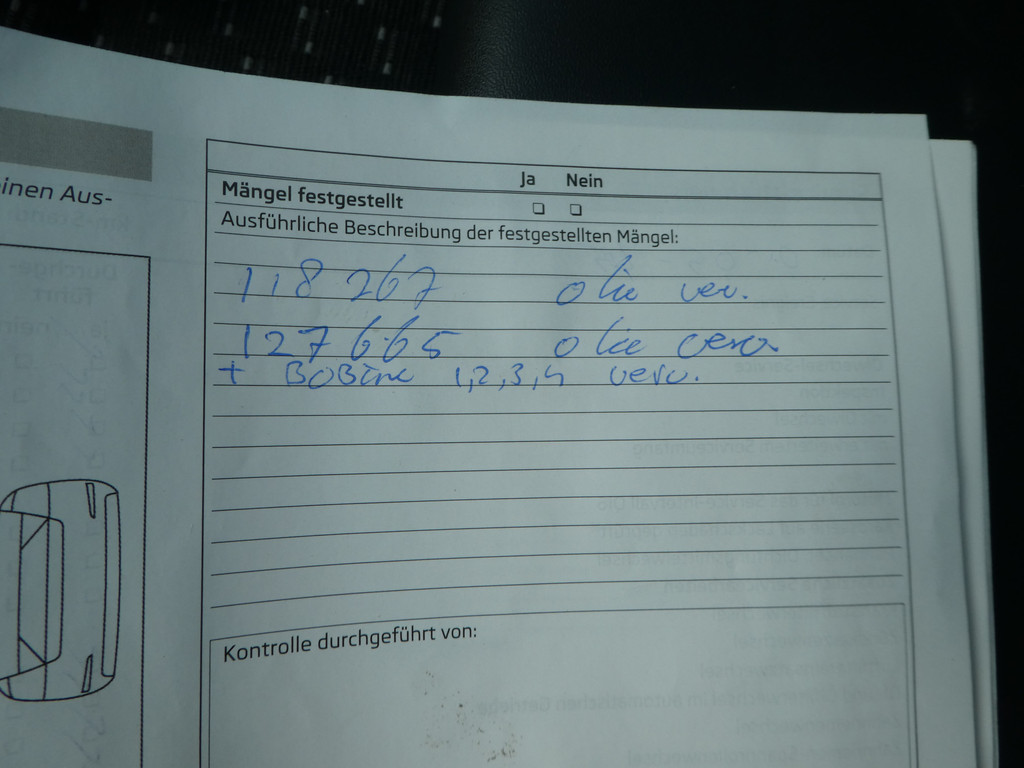 einen Aus-
Ja Nein
Mängel festgestellt
Ausführliche Beschreibung der festgestellten Mängel:
118 267 olie ver.
127 665 olie verv.
+ BOBine 1,2,3,4 verv.
Kontrolle durchgeführt von: